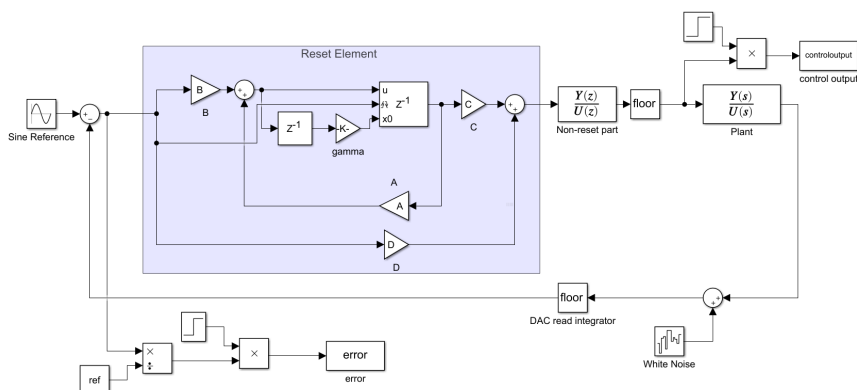 Reset Element
controloutput
control output
B
B
+
+
u
x0
Z-1
C
C
+
+
Y(z)
U(z)
Non-reset part
floor
Y(s)
U(s)
Plant
Sine Reference
+
−
Z-1
-K-
gamma
A
A
D
D
floor
DAC read integrator
+
+
White Noise
×
×
÷
×
ref
error
error